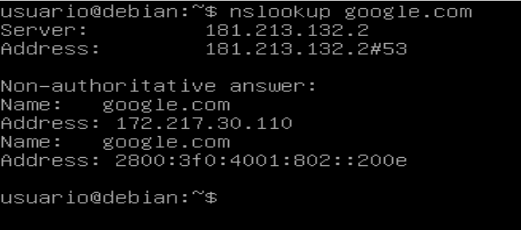 usuario@debian:~$ nslookup google.com
Server:         181.213.132.2
Address:        181.213.132.2#53
Non-authoritative answer:
Name:   google.com
Address: 172.217.30.110
Name:   google.com
Address: 2800:3f0:4001:802::200e
usuario@debian:~$